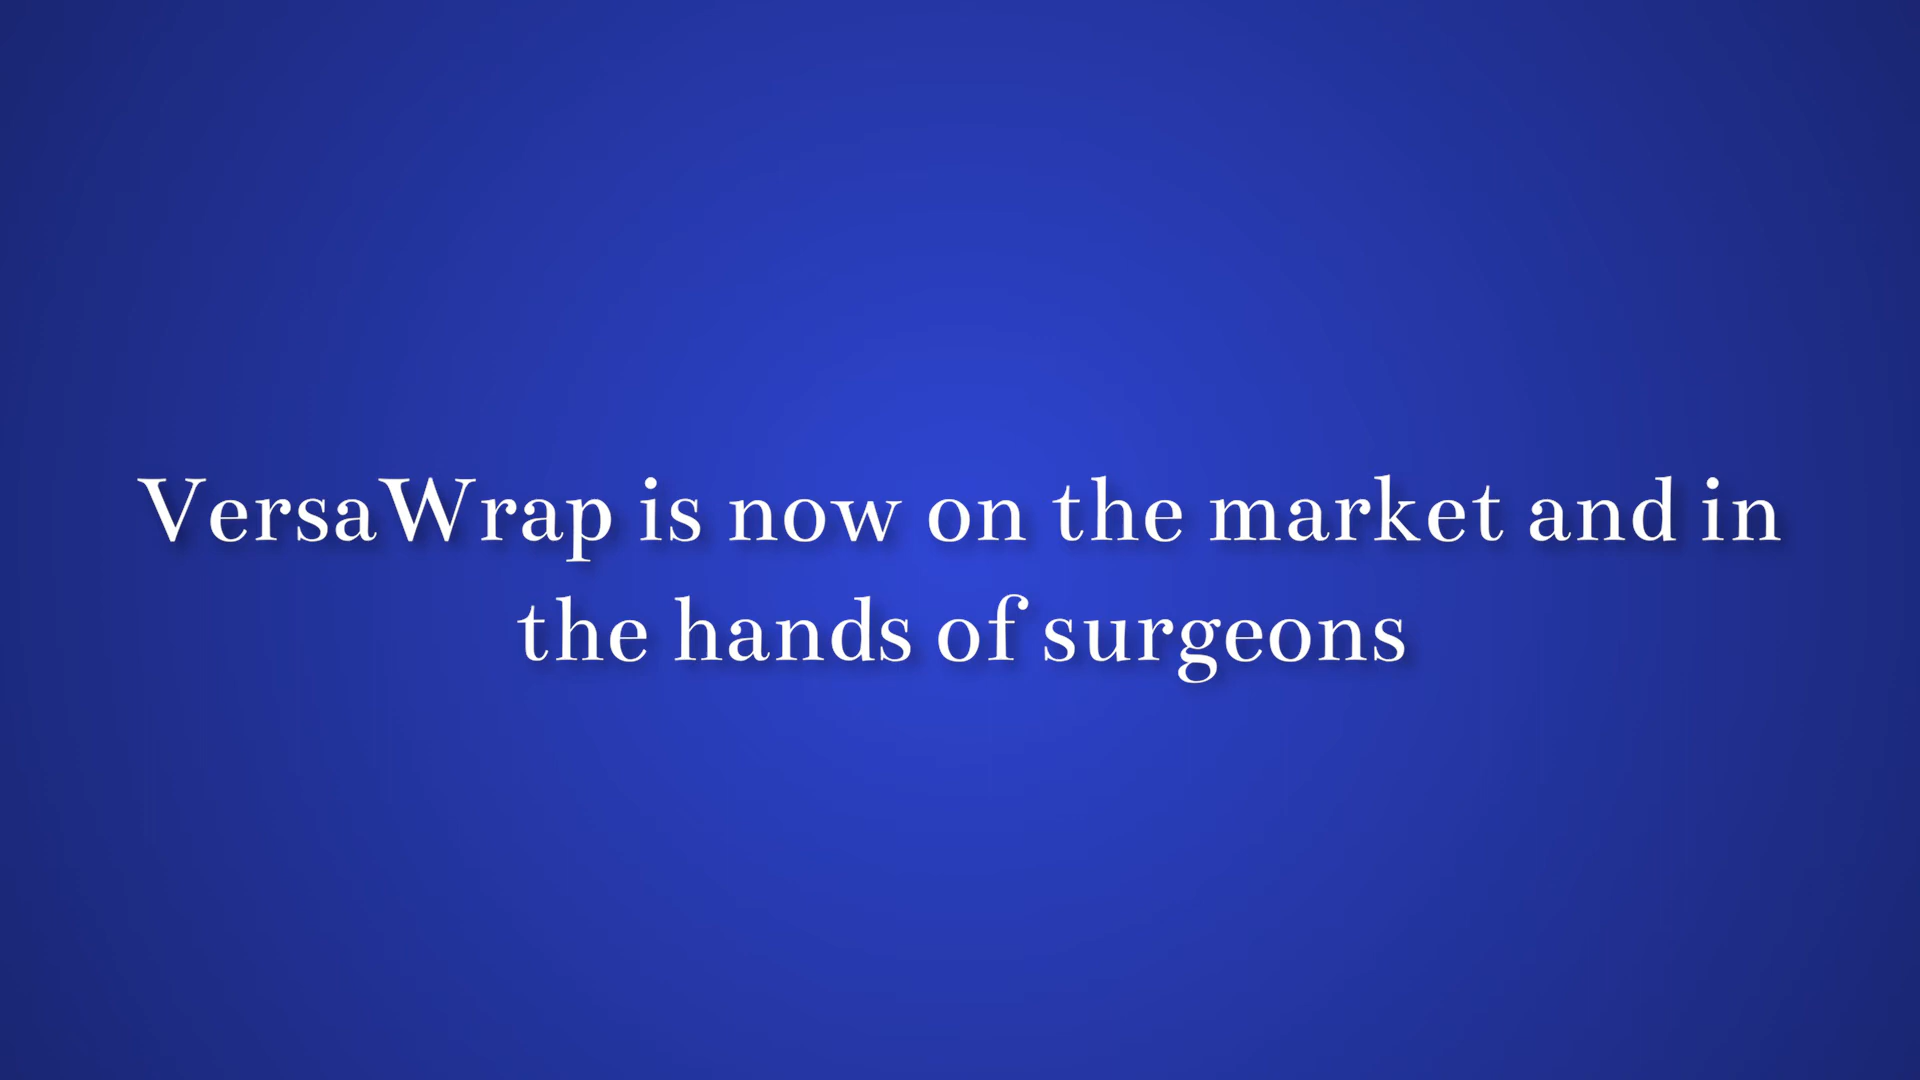 VersaWrap is now on the market and in
the hands of surgeons